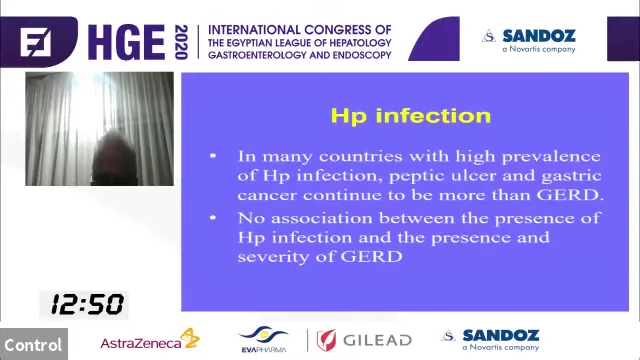 HGE 2020
INTERNATIONAL CONGRESS OF
THE EGYPTIAN LEAGUE OF HEPATOLOGY
GASTROENTEROLOGY AND ENDOSCOPY
SANDOZ
a Novartis company
Hp infection
• In many countries with high prevalence
of Hp infection, peptic ulcer and gastric
cancer continue to be more than GERD.
• No association between the presence of
Hp infection and the presence and
severity of GERD
12:50
Control
AstraZeneca
EVAPHARMA
GILEAD
SANDOZ
a Novartis company